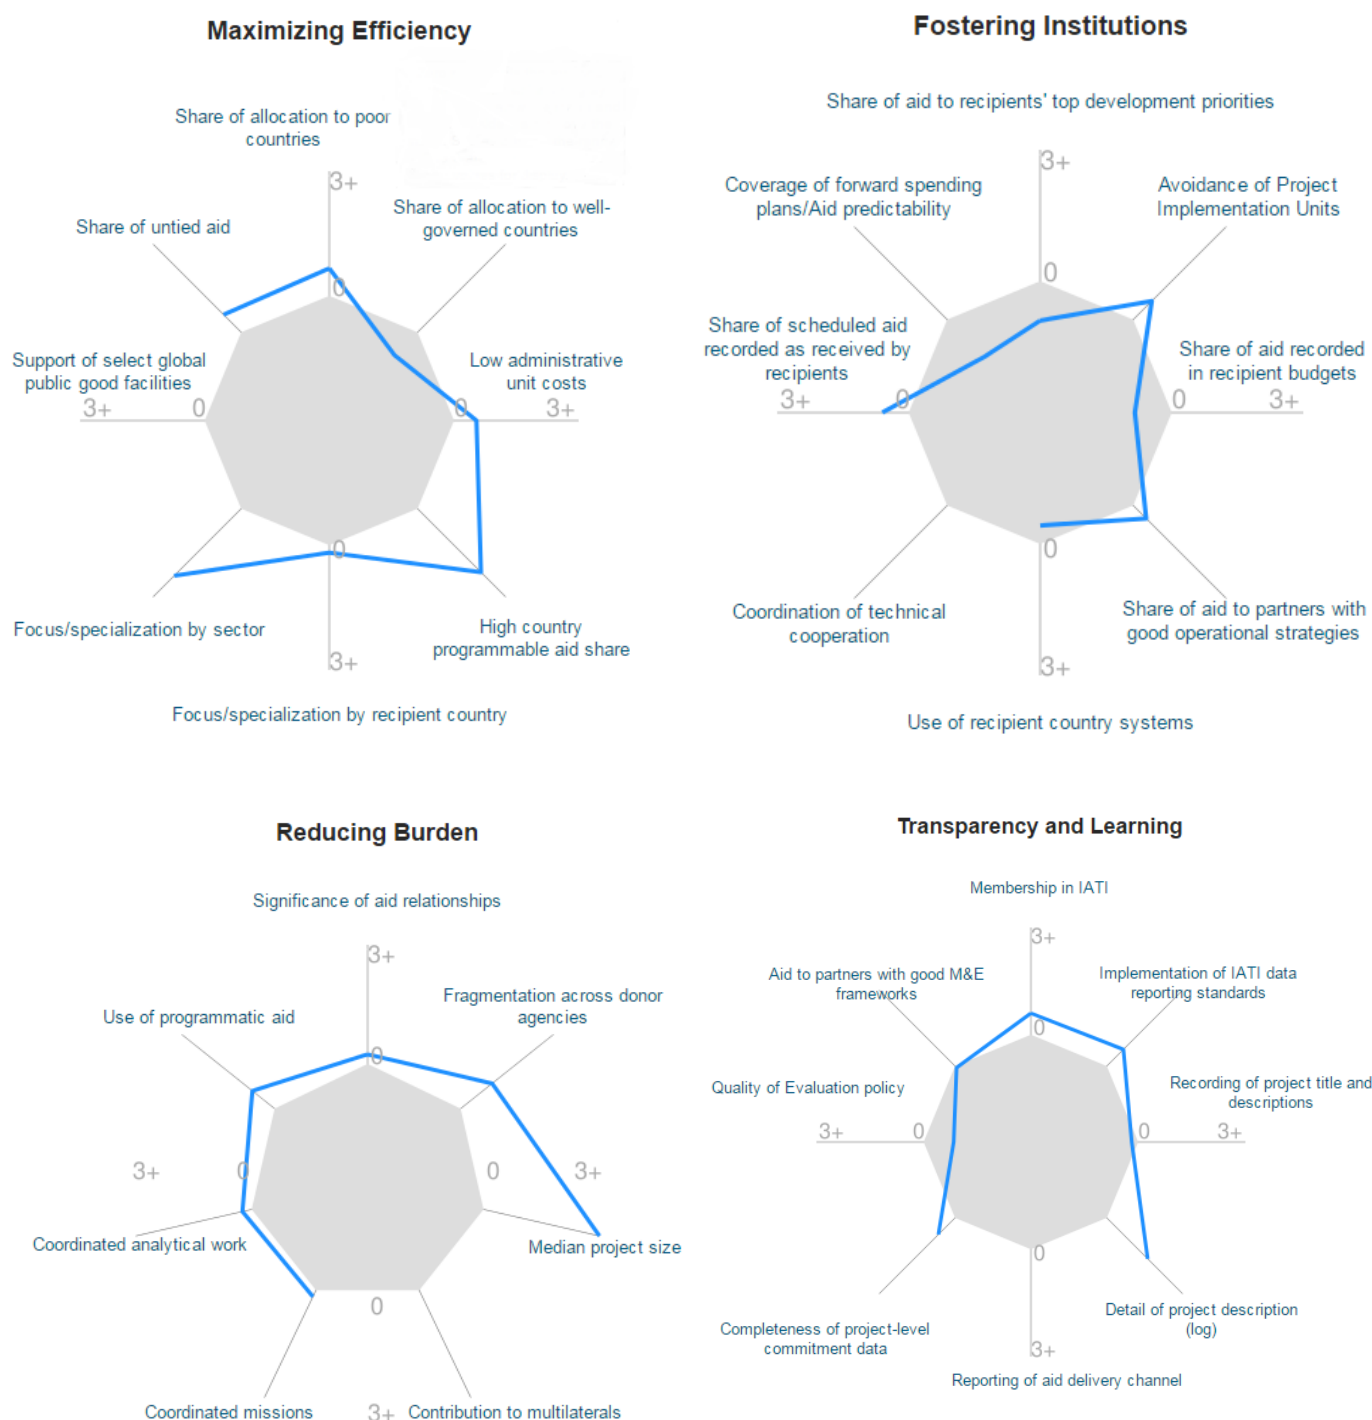 Maximizing Efficiency
Share of allocation to poor
countries
3+
Share of allocation to well-
governed countries
Share of untied aid
0
Support of select global
public good facilities
3+
0
Low administrative
unit costs
0
3+
0
Focus/specialization by sector
High country
programmable aid share
3+
Focus/specialization by recipient country
Fostering Institutions
Share of aid to recipients' top development priorities
3+
Coverage of forward spending
plans/Aid predictability
Avoidance of Project
Implementation Units
0
Share of scheduled aid
recorded as received by
recipients
3+
0
Share of aid recorded
in recipient budgets
0
3+
0
Coordination of technical
cooperation
Share of aid to partners with
good operational strategies
3+
Use of recipient country systems
Reducing Burden
Significance of aid relationships
3+
Fragmentation across donor
agencies
Use of programmatic aid
0
3+
0
0
3+
Coordinated analytical work
Median project size
0
Coordinated missions
3+
Contribution to multilaterals
Transparency and Learning
Membership in IATI
3+
Aid to partners with good M&E
frameworks
Implementation of IATI data
reporting standards
0
Quality of Evaluation policy
Recording of project title and
descriptions
3+
0
0
3+
0
Completeness of project-level
commitment data
Detail of project description
(log)
3+
Reporting of aid delivery channel